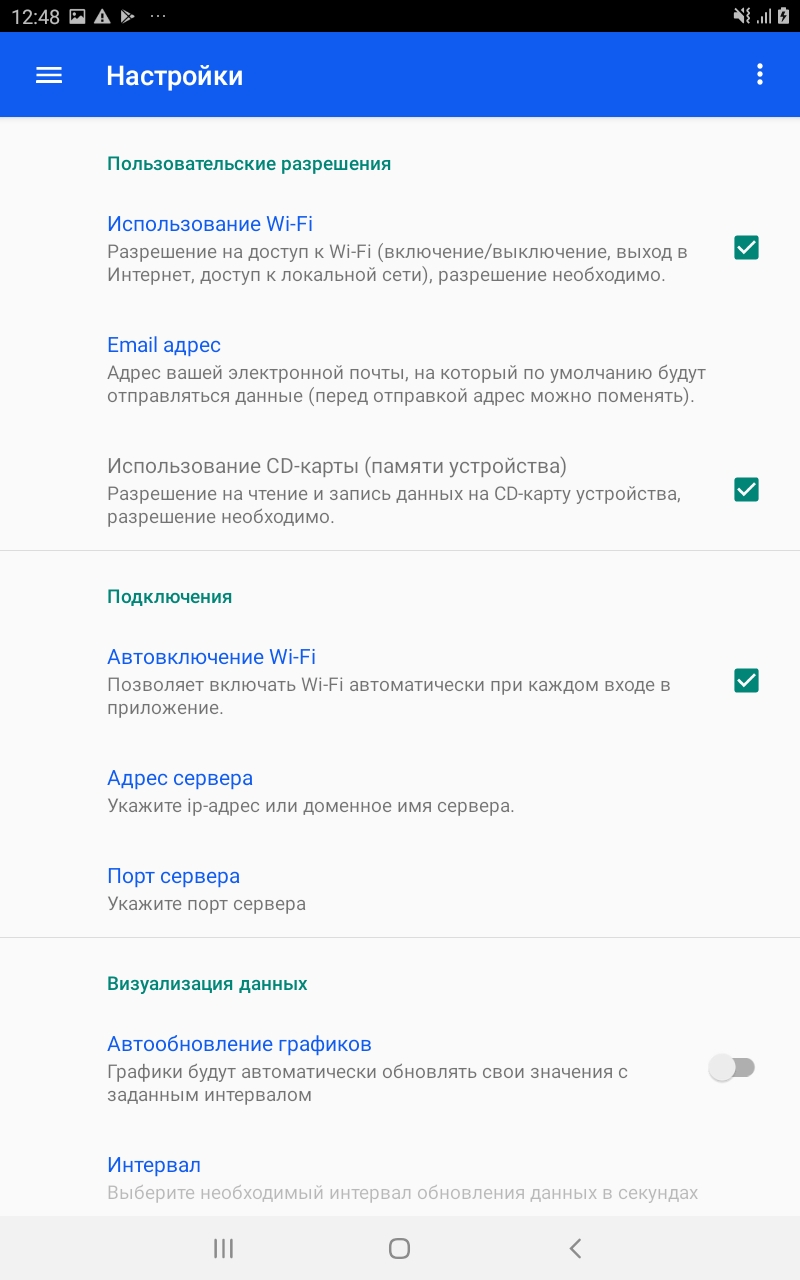 12:48
Настройки
Пользовательские разрешения
Использование Wi-Fi
Разрешение на доступ к Wi-Fi (включение/выключение, выход в
Интернет, доступ к локальной сети), разрешение необходимо.
Email адрес
Адрес вашей электронной почты, на который по умолчанию будут
отправляться данные (перед отправкой адрес можно поменять).
Использование CD-карты (памяти устройства)
Разрешение на чтение и запись данных на CD-карту устройства,
разрешение необходимо.
Подключения
Автовключение Wi-Fi
Позволяет включать Wi-Fi автоматически при каждом входе в
приложение.
Адрес сервера
Укажите ip-адрес или доменное имя сервера.
Порт сервера
Укажите порт сервера
Визуализация данных
Автообновление графиков
Графики будут автоматически обновлять свои значения с
заданным интервалом
Интервал
Выберите необходимый интервал обновления данных в секундах